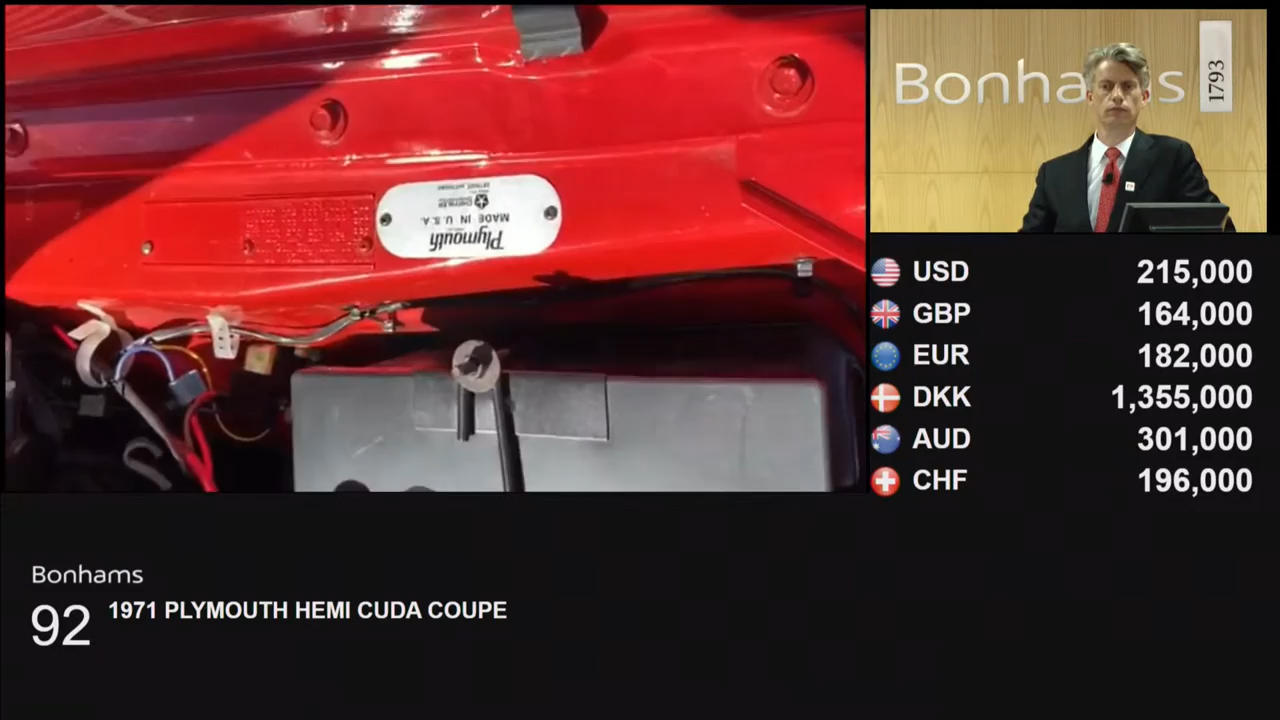 Plymouth
MADE IN U.S.A.
CHRYSLER
Bonhams
1793
USD 215,000
GBP 164,000
EUR 182,000
DKK 1,355,000
AUD 301,000
CHF 196,000
Bonhams
92 1971 PLYMOUTH HEMI CUDA COUPE